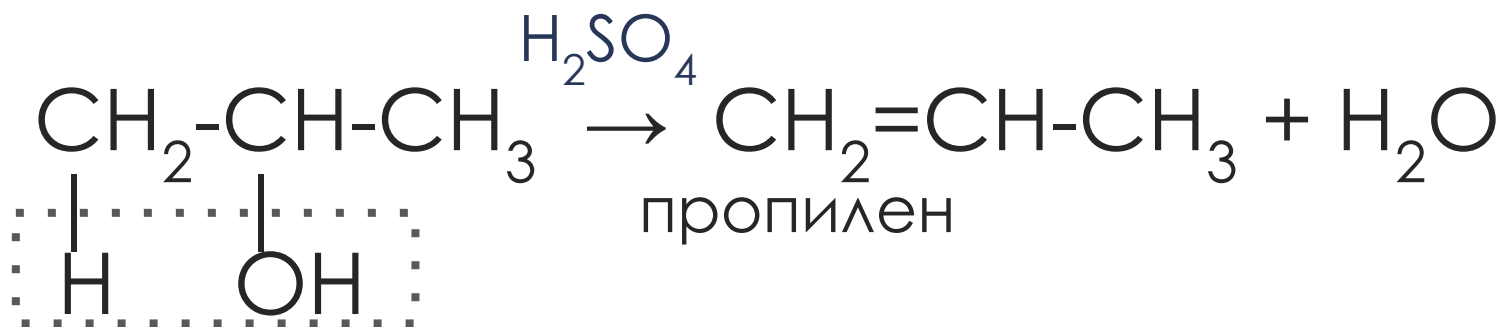 H₂SO₄
CH₂-CH-CH₃ → CH₂=CH-CH₃ + H₂O
пропилен
H OH